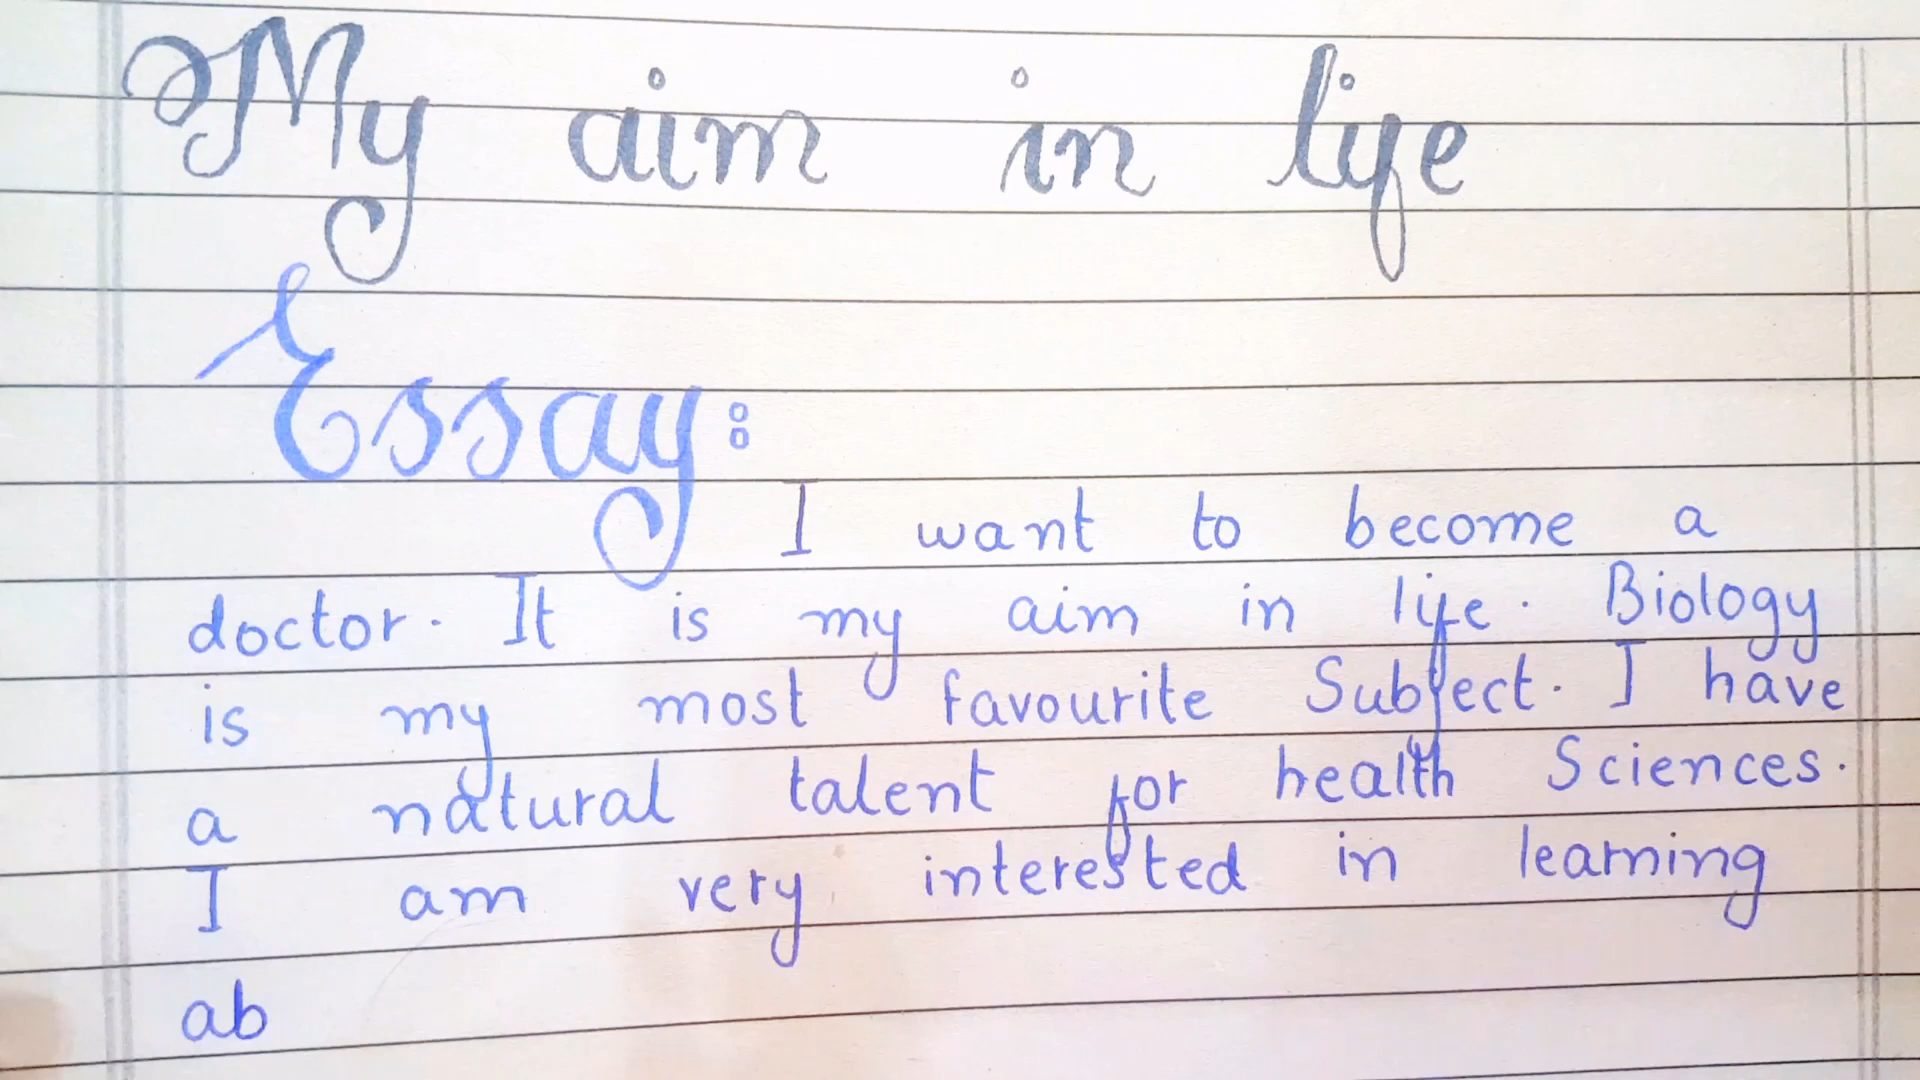 My aim in life
Essay:
I want to become a
doctor. It is my aim in life. Biology
is my most favourite Subject. I have
a natural talent for health Sciences.
I am very interested in learning
ab